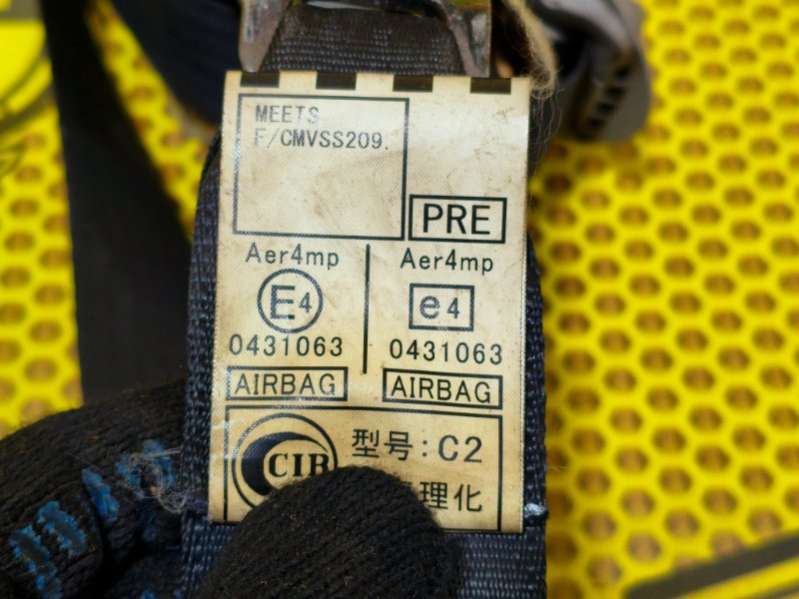 MEETS
F/CMVSS209.
PRE
Aer4mp Aer4mp
E4 e4
0431063 0431063
AIRBAG AIRBAG
CIR 型号:C2
理化